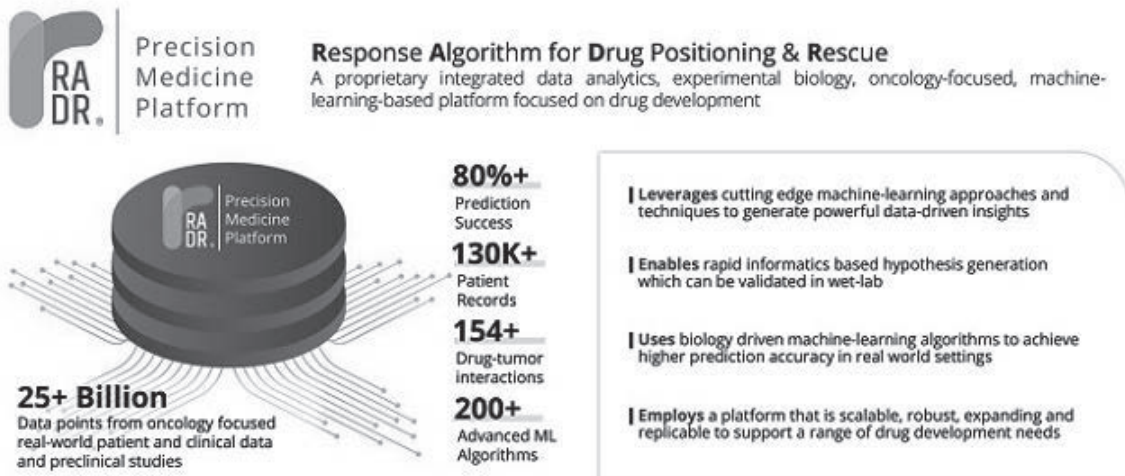 RA
DR®
Precision
Medicine
Platform
Response Algorithm for Drug Positioning & Rescue
A proprietary integrated data analytics, experimental biology, oncology-focused, machine-
learning-based platform focused on drug development
RA
DR.
Precision
Medicine
Platform
25+ Billion
Data points from oncology focused
real-world patient and clinical data
and preclinical studies
80%+
Prediction
Success
130K+
Patient
Records
154+
Drug-tumor
interactions
200+
Advanced ML
Algorithms
Leverages cutting edge machine-learning approaches and
techniques to generate powerful data-driven insights
Enables rapid informatics based hypothesis generation
which can be validated in wet-lab
Uses biology driven machine-learning algorithms to achieve
higher prediction accuracy in real world settings
Employs a platform that is scalable, robust, expanding and
replicable to support a range of drug development needs